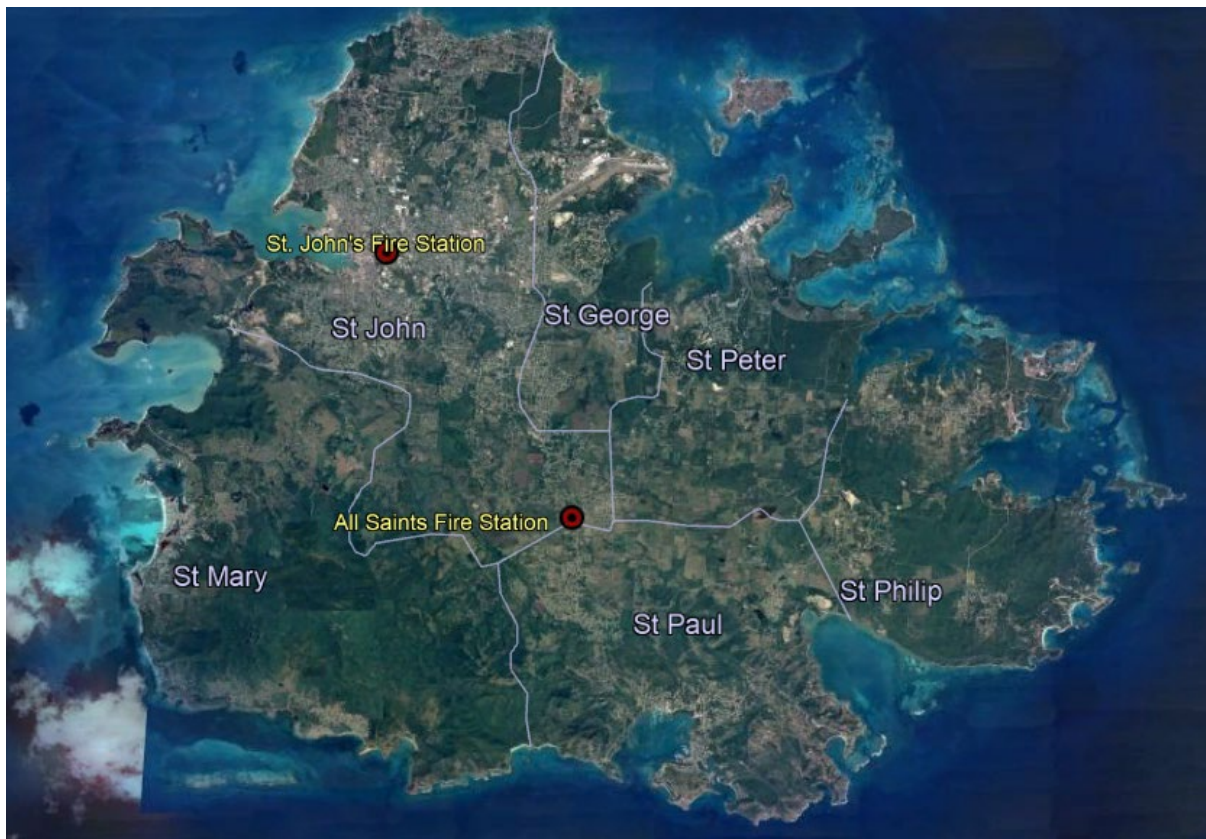 St. John's Fire Station
St John
St George
St Peter
All Saints Fire Station
St Mary
St Philip
St Paul